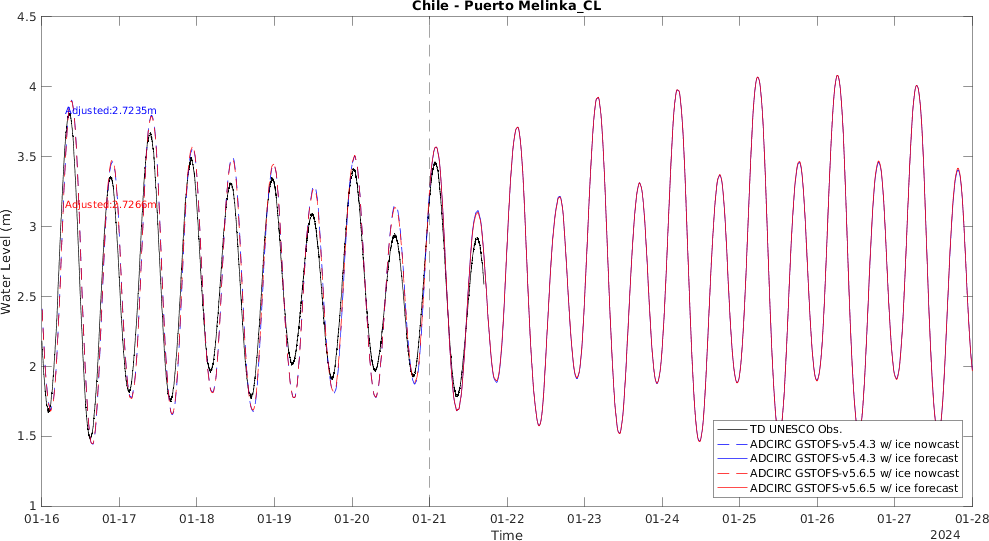 Chile - Puerto Melinka_CL
4.5
4
3.5
3
2.5
2
1.5
1
Water Level (m)
Adjusted:2.7235m
Adjusted:2.7266m
TD UNESCO Obs.
ADCIRC GSTOFS-v5.4.3 w/ ice nowcast
ADCIRC GSTOFS-v5.4.3 w/ ice forecast
ADCIRC GSTOFS-v5.6.5 w/ ice nowcast
ADCIRC GSTOFS-v5.6.5 w/ ice forecast
01-16 01-17 01-18 01-19 01-20 01-21 01-22 01-23 01-24 01-25 01-26 01-27 01-28
Time
2024